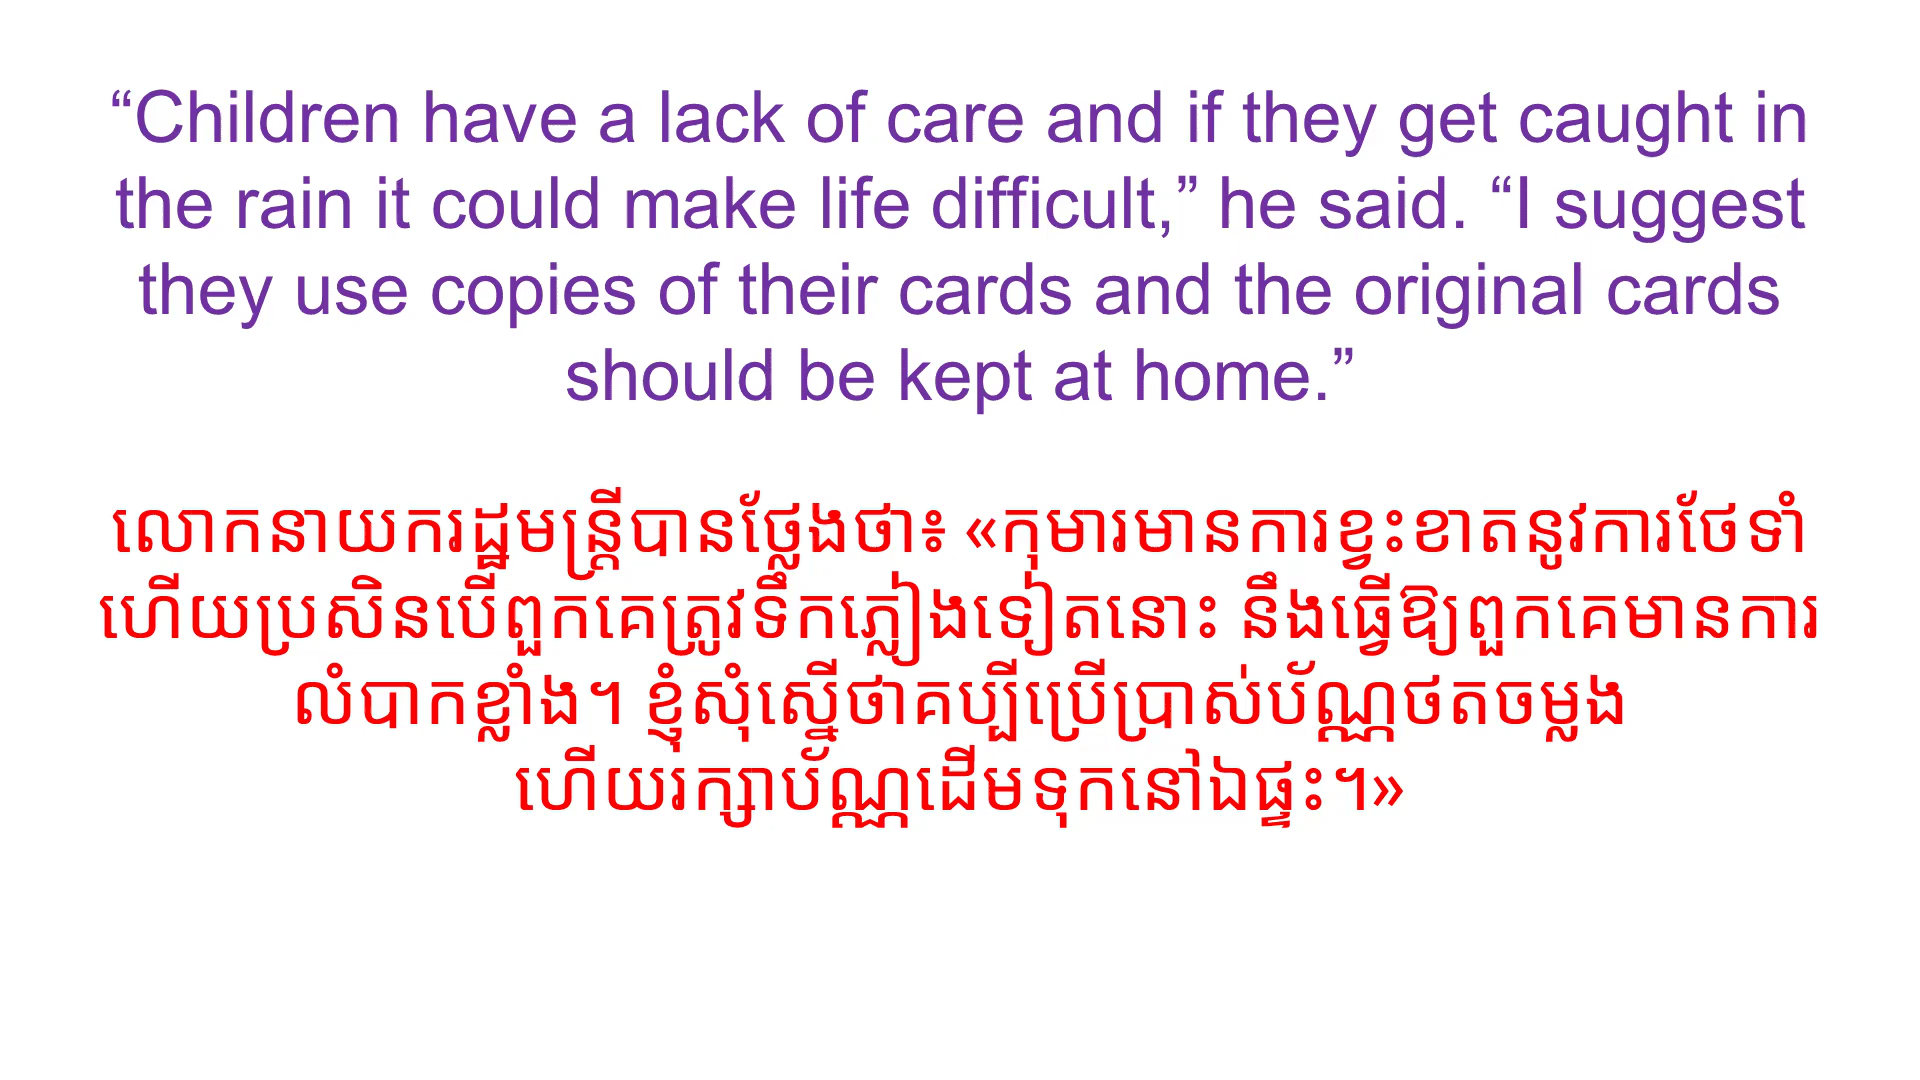 “Children have a lack of care and if they get caught in
the rain it could make life difficult,” he said. “I suggest
they use copies of their cards and the original cards
should be kept at home.”
លោកនាយករដ្ឋមន្ត្រីបានថ្លែងថា៖ «កុមារមានការខ្វះខាតនូវការថែទាំ
ហើយប្រសិនបើពួកគេត្រូវទឹកភ្លៀងទៀតនោះ នឹងធ្វើឱ្យពួកគេមានការ
លំបាកខ្លាំង។ ខ្ញុំសុំស្នើថាគប្បីប្រើប្រាស់ប័ណ្ណថតចម្លង
ហើយរក្សាប័ណ្ណដើមទុកនៅឯផ្ទះ។»